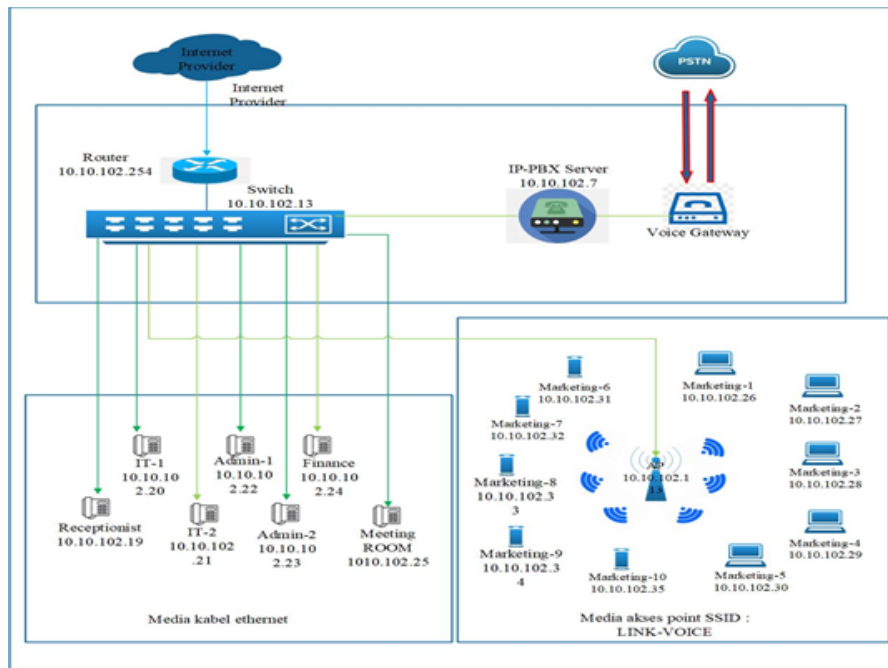 Internet
Provider
Internet
Provider
PSTN
Router
10.10.102.254
Switch
10.10.102.13
IP-PBX Server
10.10.102.7
Voice Gateway
IT-1
10.10.10
2.20
Admin-1
10.10.10
2.22
Finance
10.10.10
2.24
Receptionist
10.10.102.19
IT-2
10.10.102
.21
Admin-2
10.10.10
2.23
Meeting
ROOM
1010.102.25
Media kabel ethernet
Marketing-6
10.10.102.31
Marketing-1
10.10.102.26
Marketing-7
10.10.102.32
Marketing-2
10.10.102.27
Marketing-8
10.10.102.3
3
AP
10.10.102.1
13
Marketing-3
10.10.102.28
Marketing-9
10.10.102.3
4
Marketing-4
10.10.102.29
Marketing-10
10.10.102.35
Marketing-5
10.10.102.30
Media akses point SSID :
LINK-VOICE